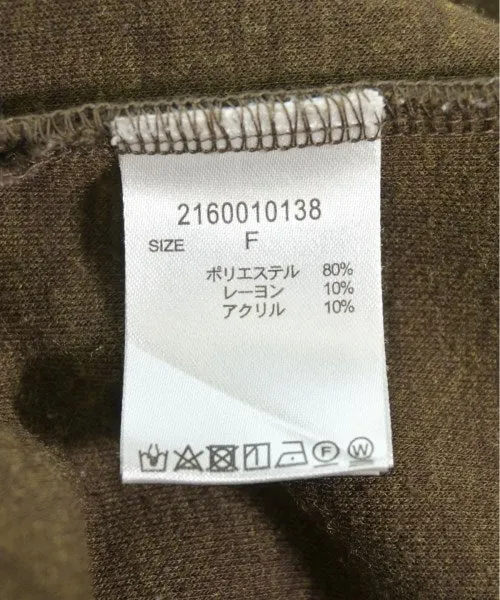 2160010138
SIZE F
ポリエステル 80%
レーヨン 10%
アクリル 10%
F W